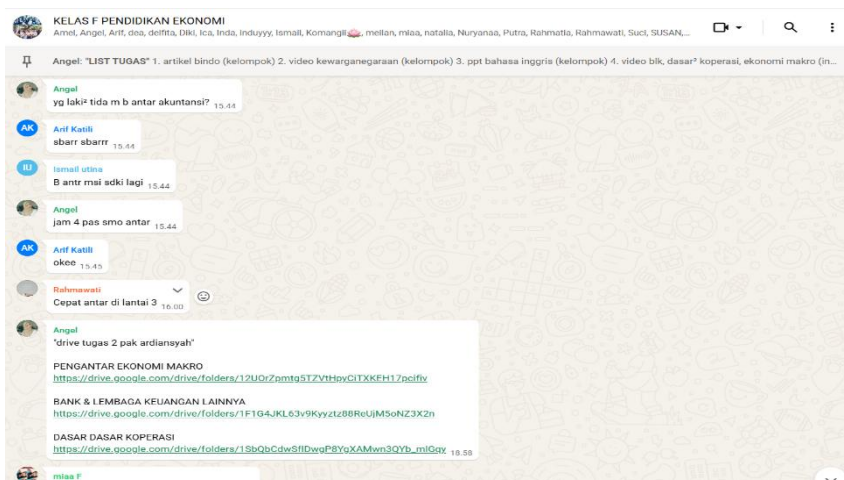 KELAS F PENDIDIKAN EKONOMI
Amel, Angel, Arif, dea, delfita, Diki, Ica, Inda, Induyyy, Ismail, Komangli, meilan, miaa, natalia, Nuryanaa, Putra, Rahmatia, Rahmawati, Suci, SUSAN,...
Angel: "LIST TUGAS" 1. artikel bindo (kelompok) 2. video kewarganegaraan (kelompok) 3. ppt bahasa inggris (kelompok) 4. video blk, dasar² koperasi, ekonomi makro (in...
Angel
yg laki² tida m b antar akuntansi? 15.44
AK
Arif Katili
sbarr sbarrr 15.44
IU
Ismail utina
B antr msi sdki lagi 15.44
Angel
jam 4 pas smo antar 15.44
AK
Arif Katili
okee 15.45
Rahmawati
Cepat antar di lantai 3 16.00
Angel
"drive tugas 2 pak ardiansyah"
PENGANTAR EKONOMI MAKRO
https://drive.google.com/drive/folders/12UOrZpmtg5TZVtHpyCiTXKEH17pcifiv
BANK & LEMBAGA KEUANGAN LAINNYA
https://drive.google.com/drive/folders/1F1G4JKL63v9Kyyztz88ReUjM5oNZ3X2n
DASAR DASAR KOPERASI
https://drive.google.com/drive/folders/1SbQbCdwSflDwgP8YgXAMwn3QYb_mIGqy 18.58
miaa F